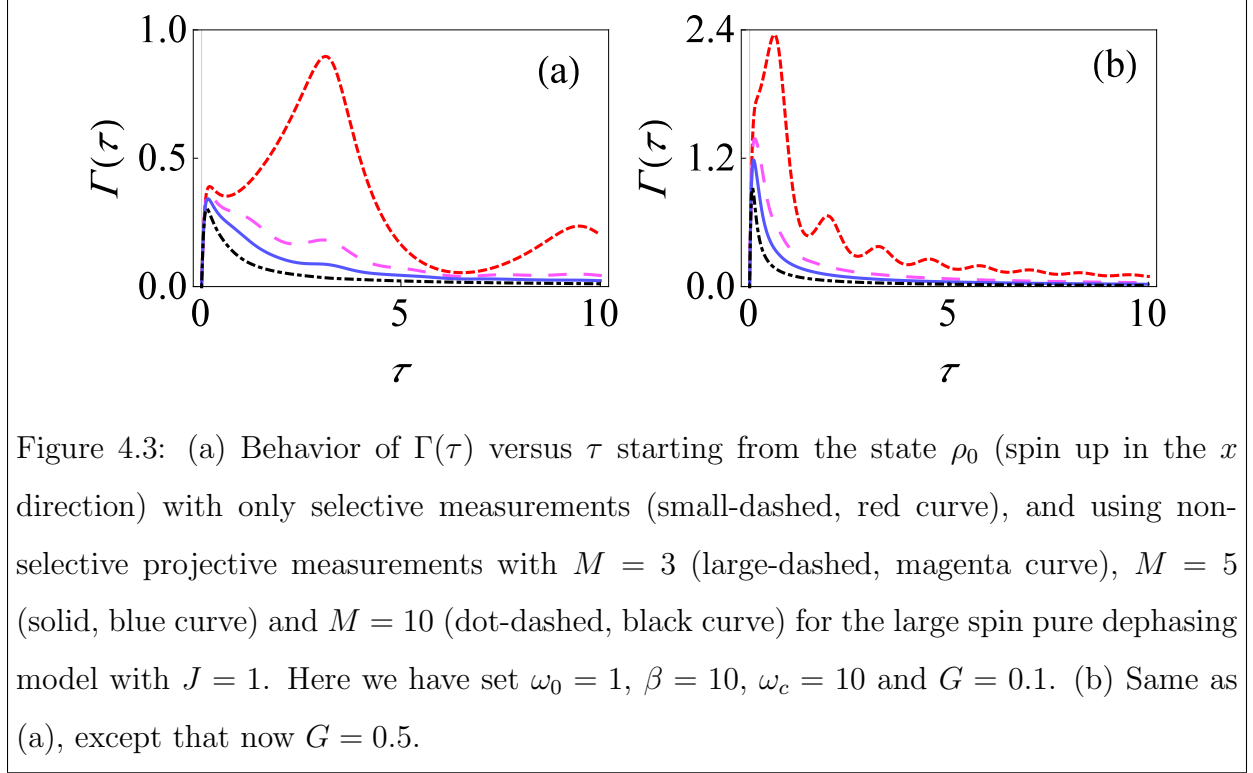 1.0
(a)
0.5
Γ(τ)
0.0
0
5
10
τ
2.4
(b)
1.2
Γ(τ)
0.0
0
5
10
τ
Figure 4.3: (a) Behavior of Γ(τ) versus τ starting from the state ρ₀ (spin up in the x
direction) with only selective measurements (small-dashed, red curve), and using non-
selective projective measurements with M = 3 (large-dashed, magenta curve), M = 5
(solid, blue curve) and M = 10 (dot-dashed, black curve) for the large spin pure dephasing
model with J = 1. Here we have set ω₀ = 1, β = 10, ω_c = 10 and G = 0.1. (b) Same as
(a), except that now G = 0.5.